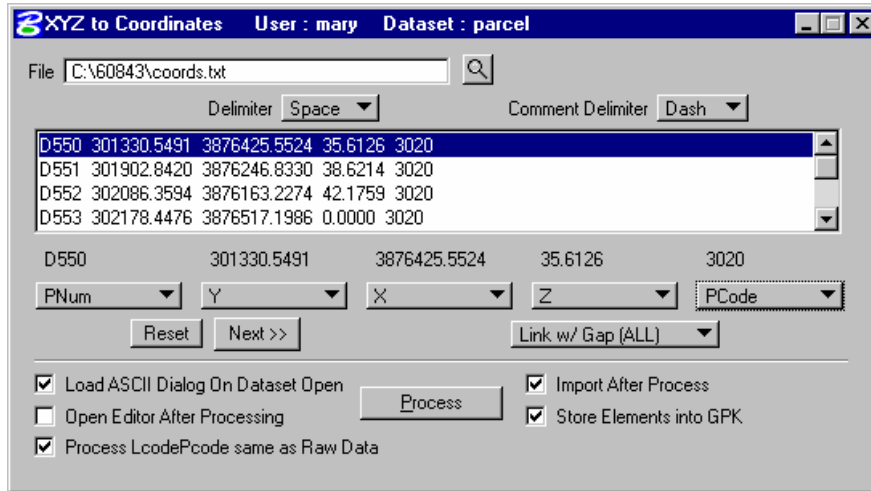 XYZ to Coordinates User : mary Dataset : parcel
File C:\60843\coords.txt
Delimiter Space Comment Delimiter Dash
D550 301330.5491 3876425.5524 35.6126 3020
D551 301902.8420 3876246.8330 38.6214 3020
D552 302086.3594 3876163.2274 42.1759 3020
D553 302178.4476 3876517.1986 0.0000 3020
D550 301330.5491 3876425.5524 35.6126 3020
PNum Y X Z PCode
Reset Next >> Link w/ Gap (ALL)
Load ASCII Dialog On Dataset Open Process Import After Process
Open Editor After Processing Store Elements into GPK
Process LcodePcode same as Raw Data